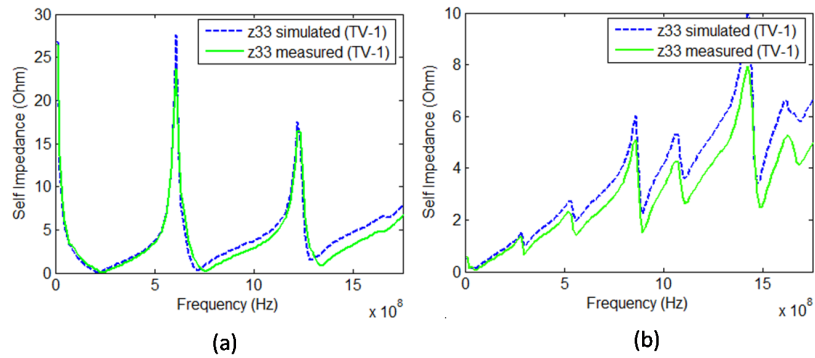 30
25
20
15
10
5
0
Self Impedance (Ohm)
z33 simulated (TV-1)
z33 measured (TV-1)
0 5 10 15
Frequency (Hz)
x 10^8
(a)
10
8
6
4
2
0
Self Impedance (Ohm)
z33 simulated (TV-1)
z33 measured (TV-1)
0 5 10 15
Frequency (Hz)
x 10^8
(b)